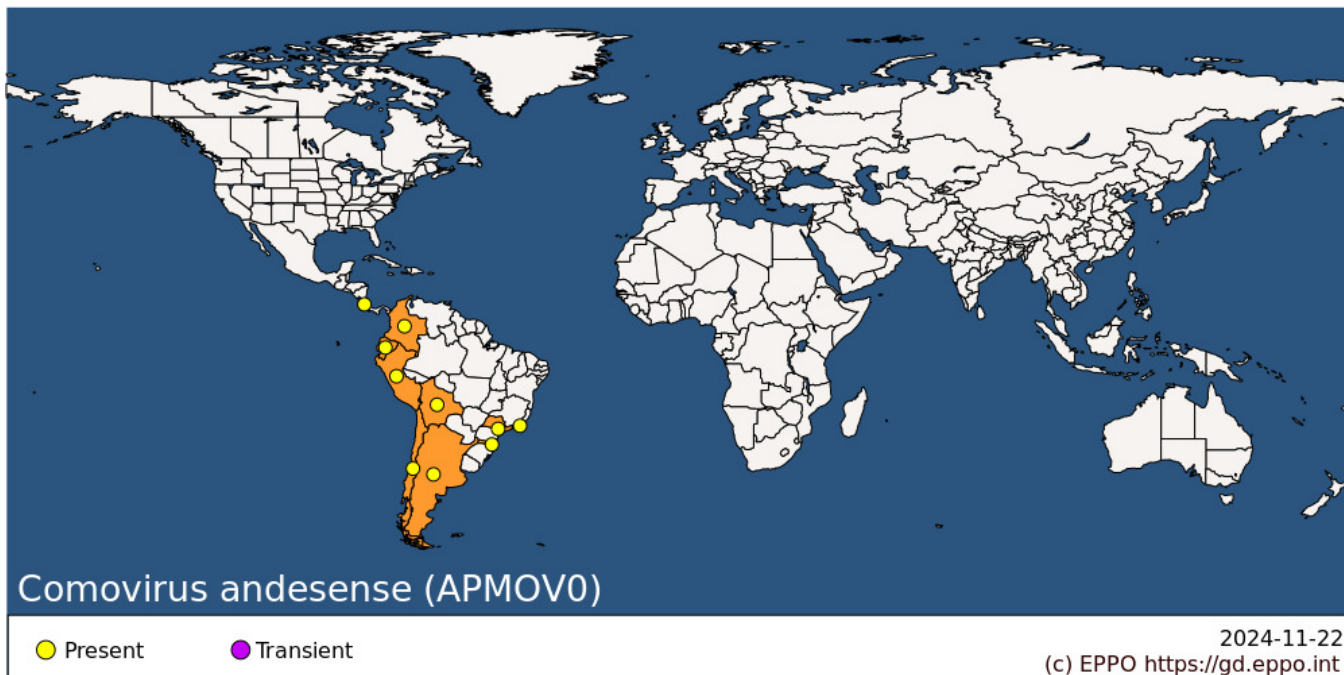 Comovirus andesense (APMOV0)
Present
Transient
2024-11-22
(c) EPPO https://gd.eppo.int